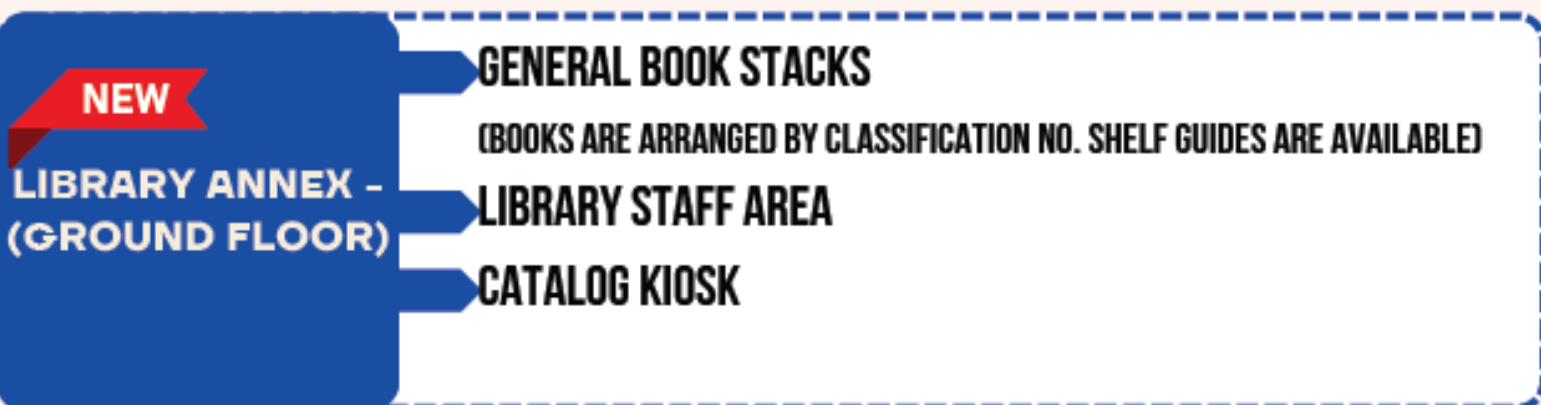 NEW
LIBRARY ANNEX -
(GROUND FLOOR)
GENERAL BOOK STACKS
(BOOKS ARE ARRANGED BY CLASSIFICATION NO. SHELF GUIDES ARE AVAILABLE)
LIBRARY STAFF AREA
CATALOG KIOSK